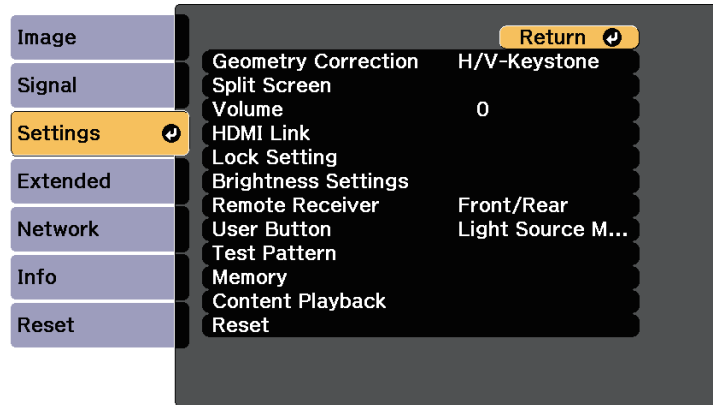 Image
Signal
Settings
Extended
Network
Info
Reset
Return
Geometry Correction H/V-Keystone
Split Screen
Volume 0
HDMI Link
Lock Setting
Brightness Settings
Remote Receiver Front/Rear
User Button Light Source M...
Test Pattern
Memory
Content Playback
Reset